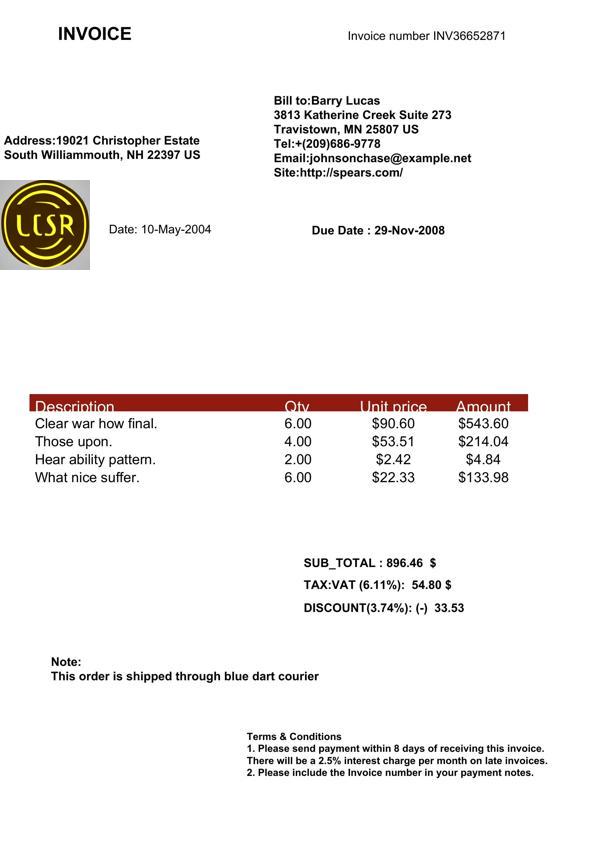 INVOICE
Invoice number INV36652871
Bill to:Barry Lucas
3813 Katherine Creek Suite 273
Travistown, MN 25807 US
Tel:+(209)686-9778
Email:johnsonchase@example.net
Site:http://spears.com/
Address:19021 Christopher Estate
South Williammouth, NH 22397 US
LCSR
Date: 10-May-2004
Due Date : 29-Nov-2008
Description Qty Unit price Amount
Clear war how final. 6.00 $90.60 $543.60
Those upon. 4.00 $53.51 $214.04
Hear ability pattern. 2.00 $2.42 $4.84
What nice suffer. 6.00 $22.33 $133.98
SUB_TOTAL : 896.46 $
TAX:VAT (6.11%): 54.80 $
DISCOUNT(3.74%): (-) 33.53
Note:
This order is shipped through blue dart courier
Terms & Conditions
1. Please send payment within 8 days of receiving this invoice.
There will be a 2.5% interest charge per month on late invoices.
2. Please include the Invoice number in your payment notes.